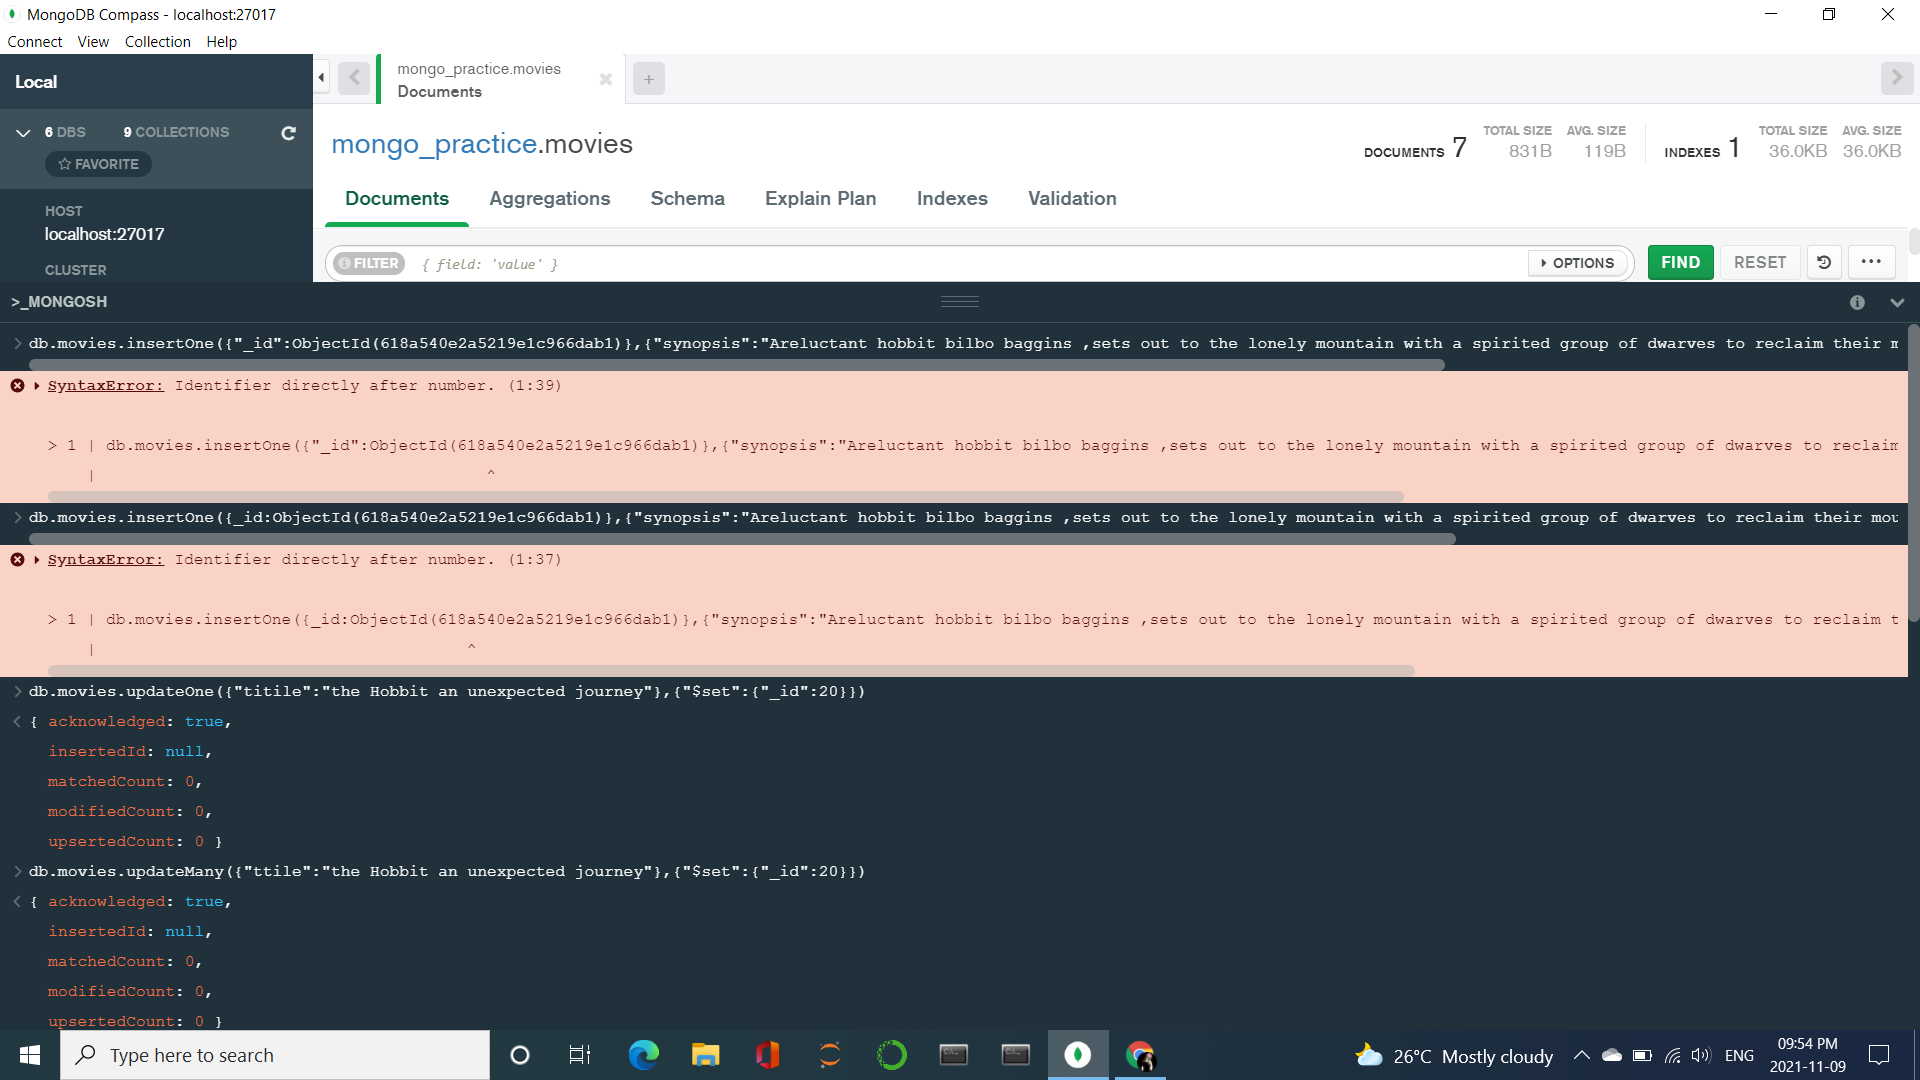 MongoDB Compass - localhost:27017
Connect View Collection Help
Local
mongo_practice.movies
Documents
6 DBS 9 COLLECTIONS
FAVORITE
HOST
localhost:27017
CLUSTER
mongo_practice.movies
DOCUMENTS 7 TOTAL SIZE 831B AVG. SIZE 119B INDEXES 1 TOTAL SIZE 36.0KB AVG. SIZE 36.0KB
Documents Aggregations Schema Explain Plan Indexes Validation
FILTER { field: 'value' } OPTIONS FIND RESET ...
>_MONGOSH
> db.movies.insertOne({"_id":ObjectId(618a540e2a5219e1c966dab1)},{"synopsis":"Areluctant hobbit bilbo baggins ,sets out to the lonely mountain with a spirited group of dwarves to reclaim their m
SyntaxError: Identifier directly after number. (1:39)
> 1 | db.movies.insertOne({"_id":ObjectId(618a540e2a5219e1c966dab1)},{"synopsis":"Areluctant hobbit bilbo baggins ,sets out to the lonely mountain with a spirited group of dwarves to reclaim
| ^
> db.movies.insertOne({_id:ObjectId(618a540e2a5219e1c966dab1)},{"synopsis":"Areluctant hobbit bilbo baggins ,sets out to the lonely mountain with a spirited group of dwarves to reclaim their mou
SyntaxError: Identifier directly after number. (1:37)
> 1 | db.movies.insertOne({_id:ObjectId(618a540e2a5219e1c966dab1)},{"synopsis":"Areluctant hobbit bilbo baggins ,sets out to the lonely mountain with a spirited group of dwarves to reclaim t
| ^
> db.movies.updateOne({"titile":"the Hobbit an unexpected journey"},{"$set":{"_id":20}})
< { acknowledged: true,
insertedId: null,
matchedCount: 0,
modifiedCount: 0,
upsertedCount: 0 }
> db.movies.updateMany({"ttile":"the Hobbit an unexpected journey"},{"$set":{"_id":20}})
< { acknowledged: true,
insertedId: null,
matchedCount: 0,
modifiedCount: 0,
upsertedCount: 0 }
Type here to search
26°C Mostly cloudy ENG 09:54 PM
2021-11-09